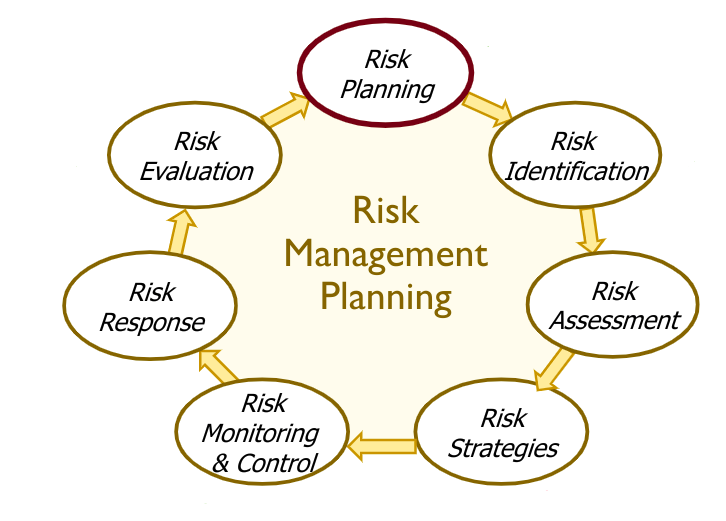 Risk
Planning
Risk
Identification
Risk
Assessment
Risk
Strategies
Risk
Monitoring
& Control
Risk
Response
Risk
Evaluation
Risk
Management
Planning